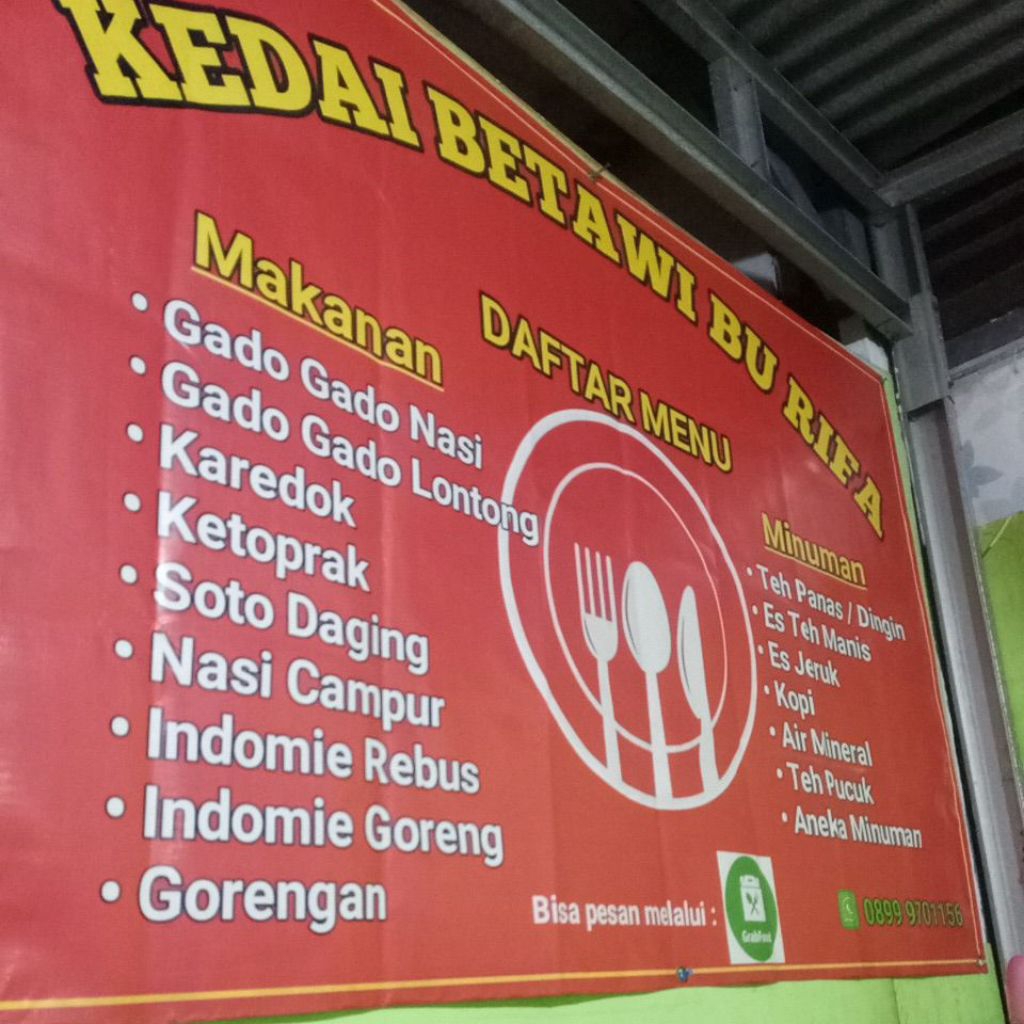 KEDAI BETAWI BU RIFA
DAFTAR MENU
Makanan
• Gado Gado Nasi
• Gado Gado Lontong
• Karedok
• Ketoprak
• Soto Daging
• Nasi Campur
• Indomie Rebus
• Indomie Goreng
• Gorengan
Minuman
• Teh Panas / Dingin
• Es Teh Manis
• Es Jeruk
• Kopi
• Air Mineral
• Teh Pucuk
• Aneka Minuman
Bisa pesan melalui :
GrabFood
0899 9701156